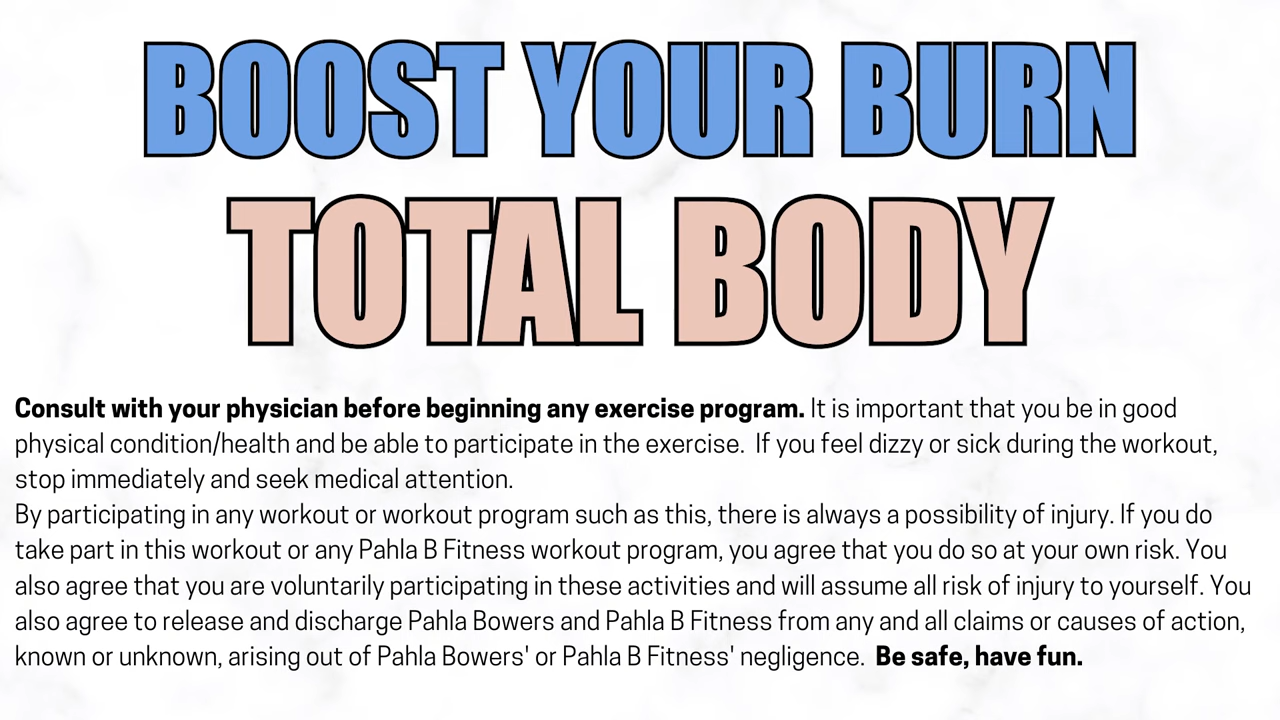 BOOST YOUR BURN
TOTAL BODY
Consult with your physician before beginning any exercise program. It is important that you be in good
physical condition/health and be able to participate in the exercise.  If you feel dizzy or sick during the workout,
stop immediately and seek medical attention.
By participating in any workout or workout program such as this, there is always a possibility of injury. If you do
take part in this workout or any Pahla B Fitness workout program, you agree that you do so at your own risk. You
also agree that you are voluntarily participating in these activities and will assume all risk of injury to yourself. You
also agree to release and discharge Pahla Bowers and Pahla B Fitness from any and all claims or causes of action,
known or unknown, arising out of Pahla Bowers' or Pahla B Fitness' negligence.  Be safe, have fun.